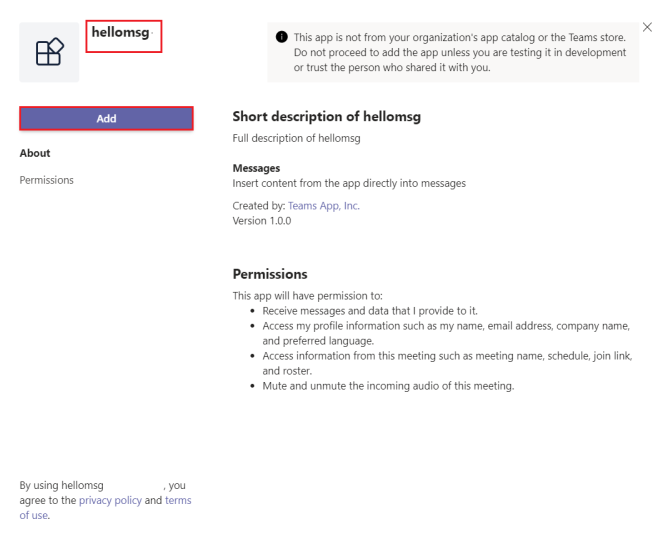 hellomsg
This app is not from your organization's app catalog or the Teams store.
Do not proceed to add the app unless you are testing it in development
or trust the person who shared it with you.
Add
About
Permissions
Short description of hellomsg
Full description of hellomsg
Messages
Insert content from the app directly into messages
Created by: Teams App, Inc.
Version 1.0.0
Permissions
This app will have permission to:
• Receive messages and data that I provide to it.
• Access my profile information such as my name, email address, company name,
and preferred language.
• Access information from this meeting such as meeting name, schedule, join link,
and roster.
• Mute and unmute the incoming audio of this meeting.
By using hellomsg , you
agree to the privacy policy and terms
of use.